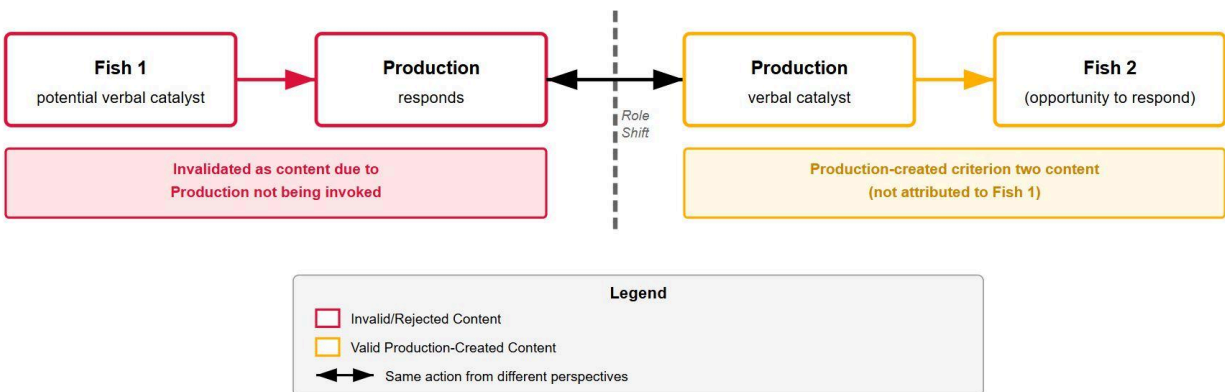 Fish 1
potential verbal catalyst
Production
responds
Role
Shift
Production
verbal catalyst
Fish 2
(opportunity to respond)
Invalidated as content due to
Production not being invoked
Production-created criterion two content
(not attributed to Fish 1)
Legend
Invalid/Rejected Content
Valid Production-Created Content
Same action from different perspectives